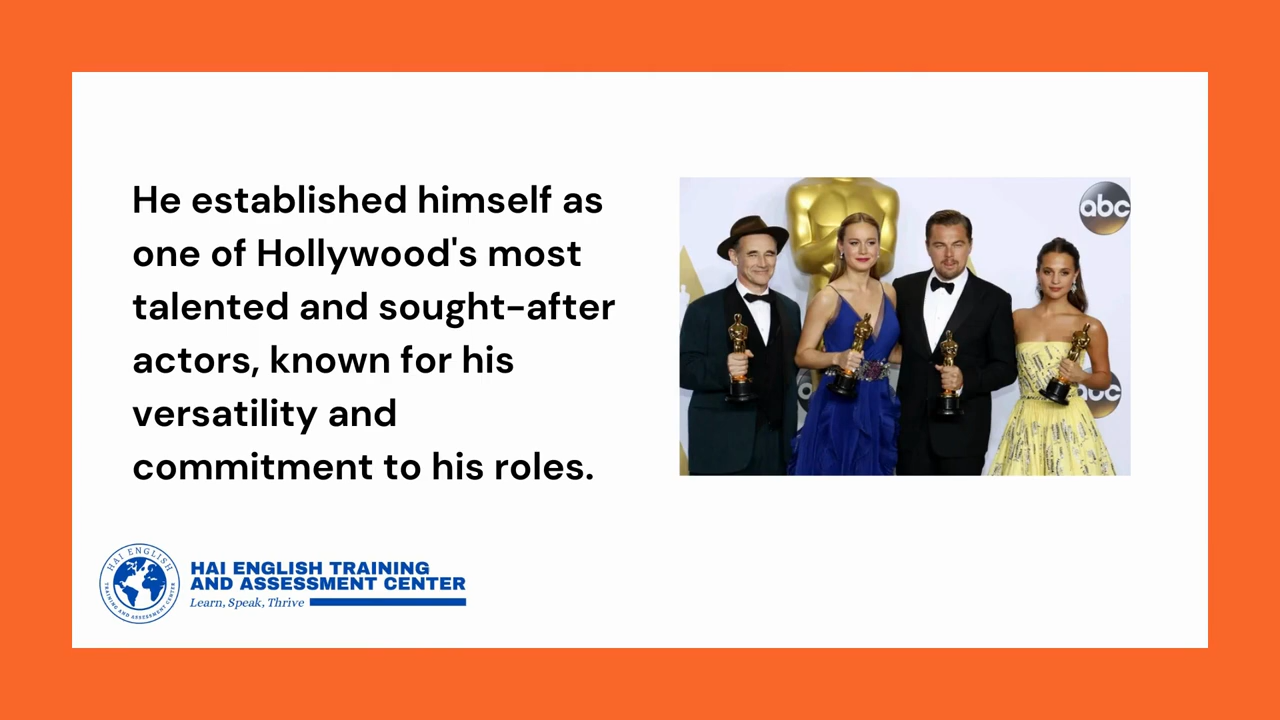 He established himself as
one of Hollywood's most
talented and sought-after
actors, known for his
versatility and
commitment to his roles.
abc
abc
HAI ENGLISH
TRAINING AND ASSESSMENT CENTER
HAI ENGLISH TRAINING
AND ASSESSMENT CENTER
Learn, Speak, Thrive